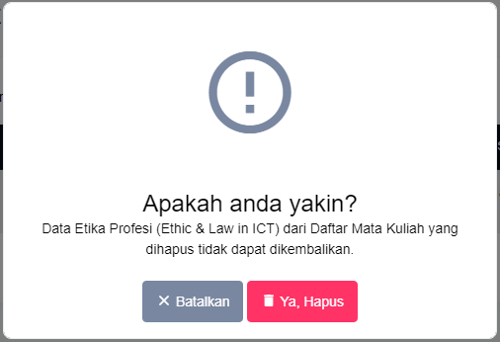 Apakah anda yakin?
Data Etika Profesi (Ethic & Law in ICT) dari Daftar Mata Kuliah yang
dihapus tidak dapat dikembalikan.
Batalkan
Ya, Hapus